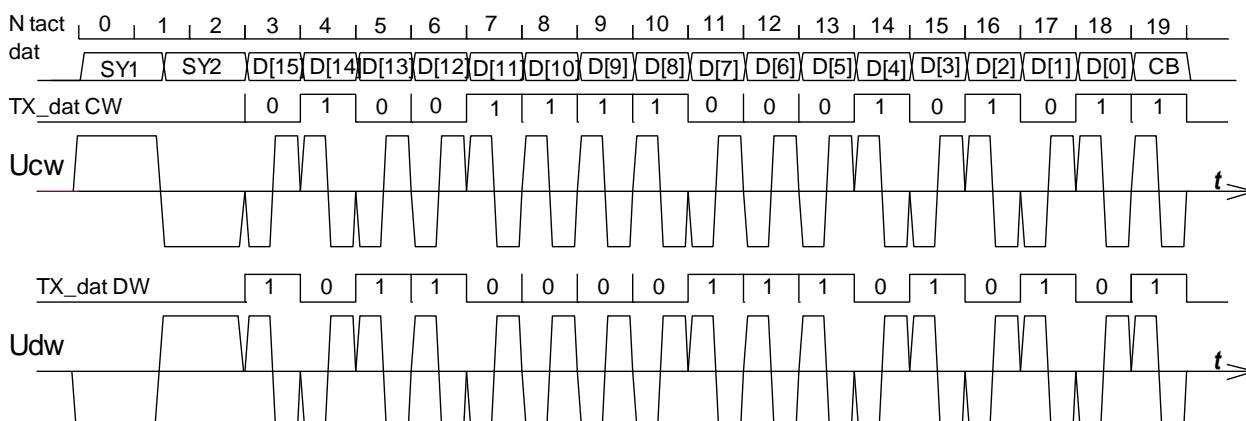 N tact 0 1 2 3 4 5 6 7 8 9 10 11 12 13 14 15 16 17 18 19
dat SY1 SY2 D[15] D[14] D[13] D[12] D[11] D[10] D[9] D[8] D[7] D[6] D[5] D[4] D[3] D[2] D[1] D[0] CB
TX_dat CW 0 1 0 0 1 1 1 1 0 0 0 1 0 1 0 1 1
Ucw t
TX_dat DW 1 0 1 1 0 0 0 0 1 1 1 0 1 0 1 0 1
Udw t